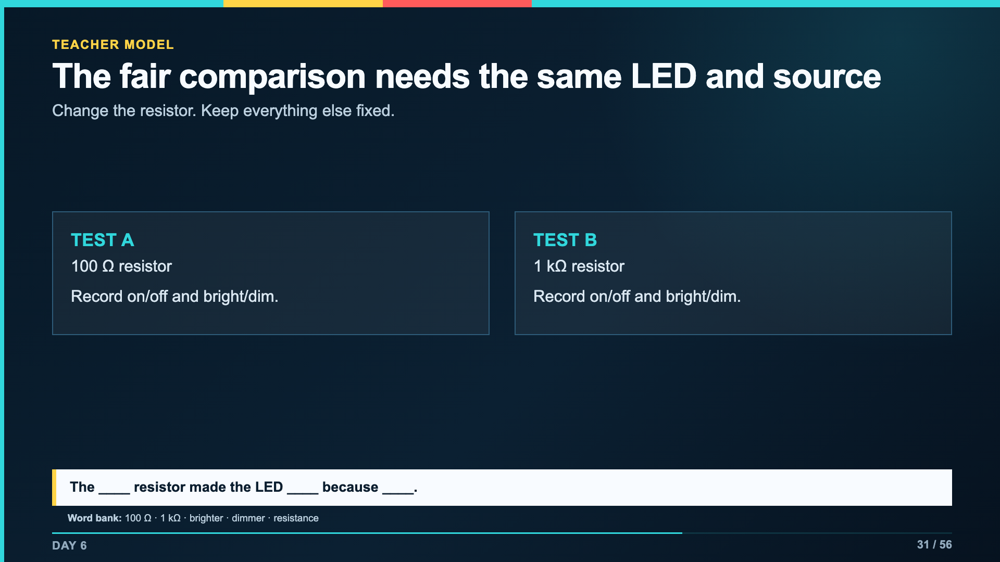 TEACHER MODEL
The fair comparison needs the same LED and source
Change the resistor. Keep everything else fixed.
TEST A
100 Ω resistor
Record on/off and bright/dim.
TEST B
1 kΩ resistor
Record on/off and bright/dim.
The ____ resistor made the LED ____ because ____.
Word bank: 100 Ω · 1 kΩ · brighter · dimmer · resistance
DAY 6
31 / 56